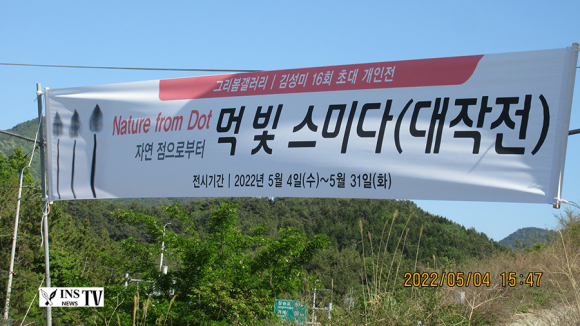 그리봄갤러리 | 김성미 16회 초대 개인전
Nature from Dot
자연 점으로부터
먹 빛 스미다(대작전)
전시기간 | 2022년 5월 4일(수)~5월 31일(화)
2022/05/04 15:47
INS TV
NEWS